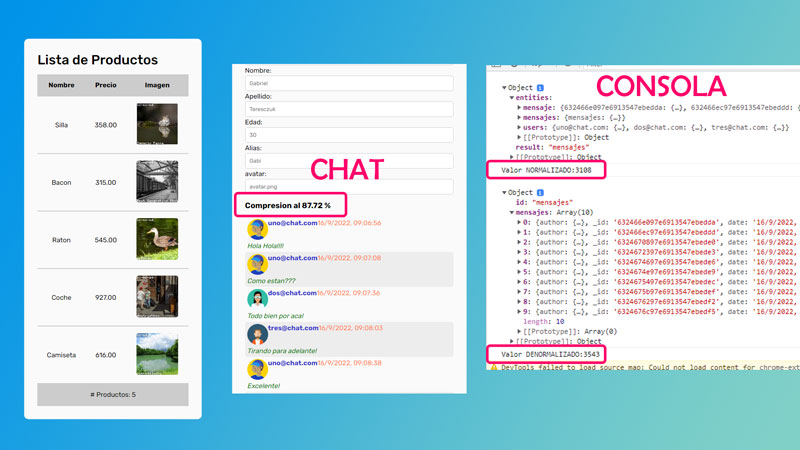 Lista de Productos
Nombre Precio Imagen
Silla 358.00
Bacon 315.00
Raton 545.00
Coche 927.00
Camiseta 616.00
# Productos: 5
Nombre:
Gabriel
Apellido:
Teresczuk
Edad:
30
Alias:
Gabi
avatar:
avatar.png
CHAT
Compresion al 87.72 %
uno@chat.com16/9/2022, 09:06:56
Hola Hola!!!
uno@chat.com16/9/2022, 09:07:08
Como estan???
dos@chat.com16/9/2022, 09:07:36
Todo bien por aca!
tres@chat.com16/9/2022, 09:08:03
Tirando para adelante!
uno@chat.com16/9/2022, 09:08:38
Excelente!
CONSOLA
▼Object
▼entities:
▶mensaje: {632466e097e6913547ebedda: {…}, 632466ec97e6913547ebeddd: {
▶mensajes: {mensajes: {…}}
▶users: {uno@chat.com: {…}, dos@chat.com: {…}, tres@chat.com: {…}}
▶[[Prototype]]: Object
result: "mensajes"
▶[[Prototype]]: Object
Valor NORMALIZADO:3108
▼Object
id: "mensajes"
▼mensajes: Array(10)
▶0: {author: {…}, _id: '632466e097e6913547ebedda', date: '16/9/2022,
▶1: {author: {…}, _id: '632466ec97e6913547ebeddd', date: '16/9/2022,
▶2: {author: {…}, _id: '6324670897e6913547ebede0', date: '16/9/2022,
▶3: {author: {…}, _id: '6324672397e6913547ebede3', date: '16/9/2022,
▶4: {author: {…}, _id: '6324674697e6913547ebede6', date: '16/9/2022,
▶5: {author: {…}, _id: '6324674e97e6913547ebede9', date: '16/9/2022,
▶6: {author: {…}, _id: '6324675097e6913547ebedec', date: '16/9/2022,
▶7: {author: {…}, _id: '6324675b97e6913547ebedef', date: '16/9/2022,
▶8: {author: {…}, _id: '6324676297e6913547ebedf2', date: '16/9/2022,
▶9: {author: {…}, _id: '6324676c97e6913547ebedf5', date: '16/9/2022,
length: 10
▶[[Prototype]]: Array(0)
▶[[Prototype]]: Object
Valor DENORMALIZADO:3543
DevTools failed to load source map: Could not load content for chrome-ext